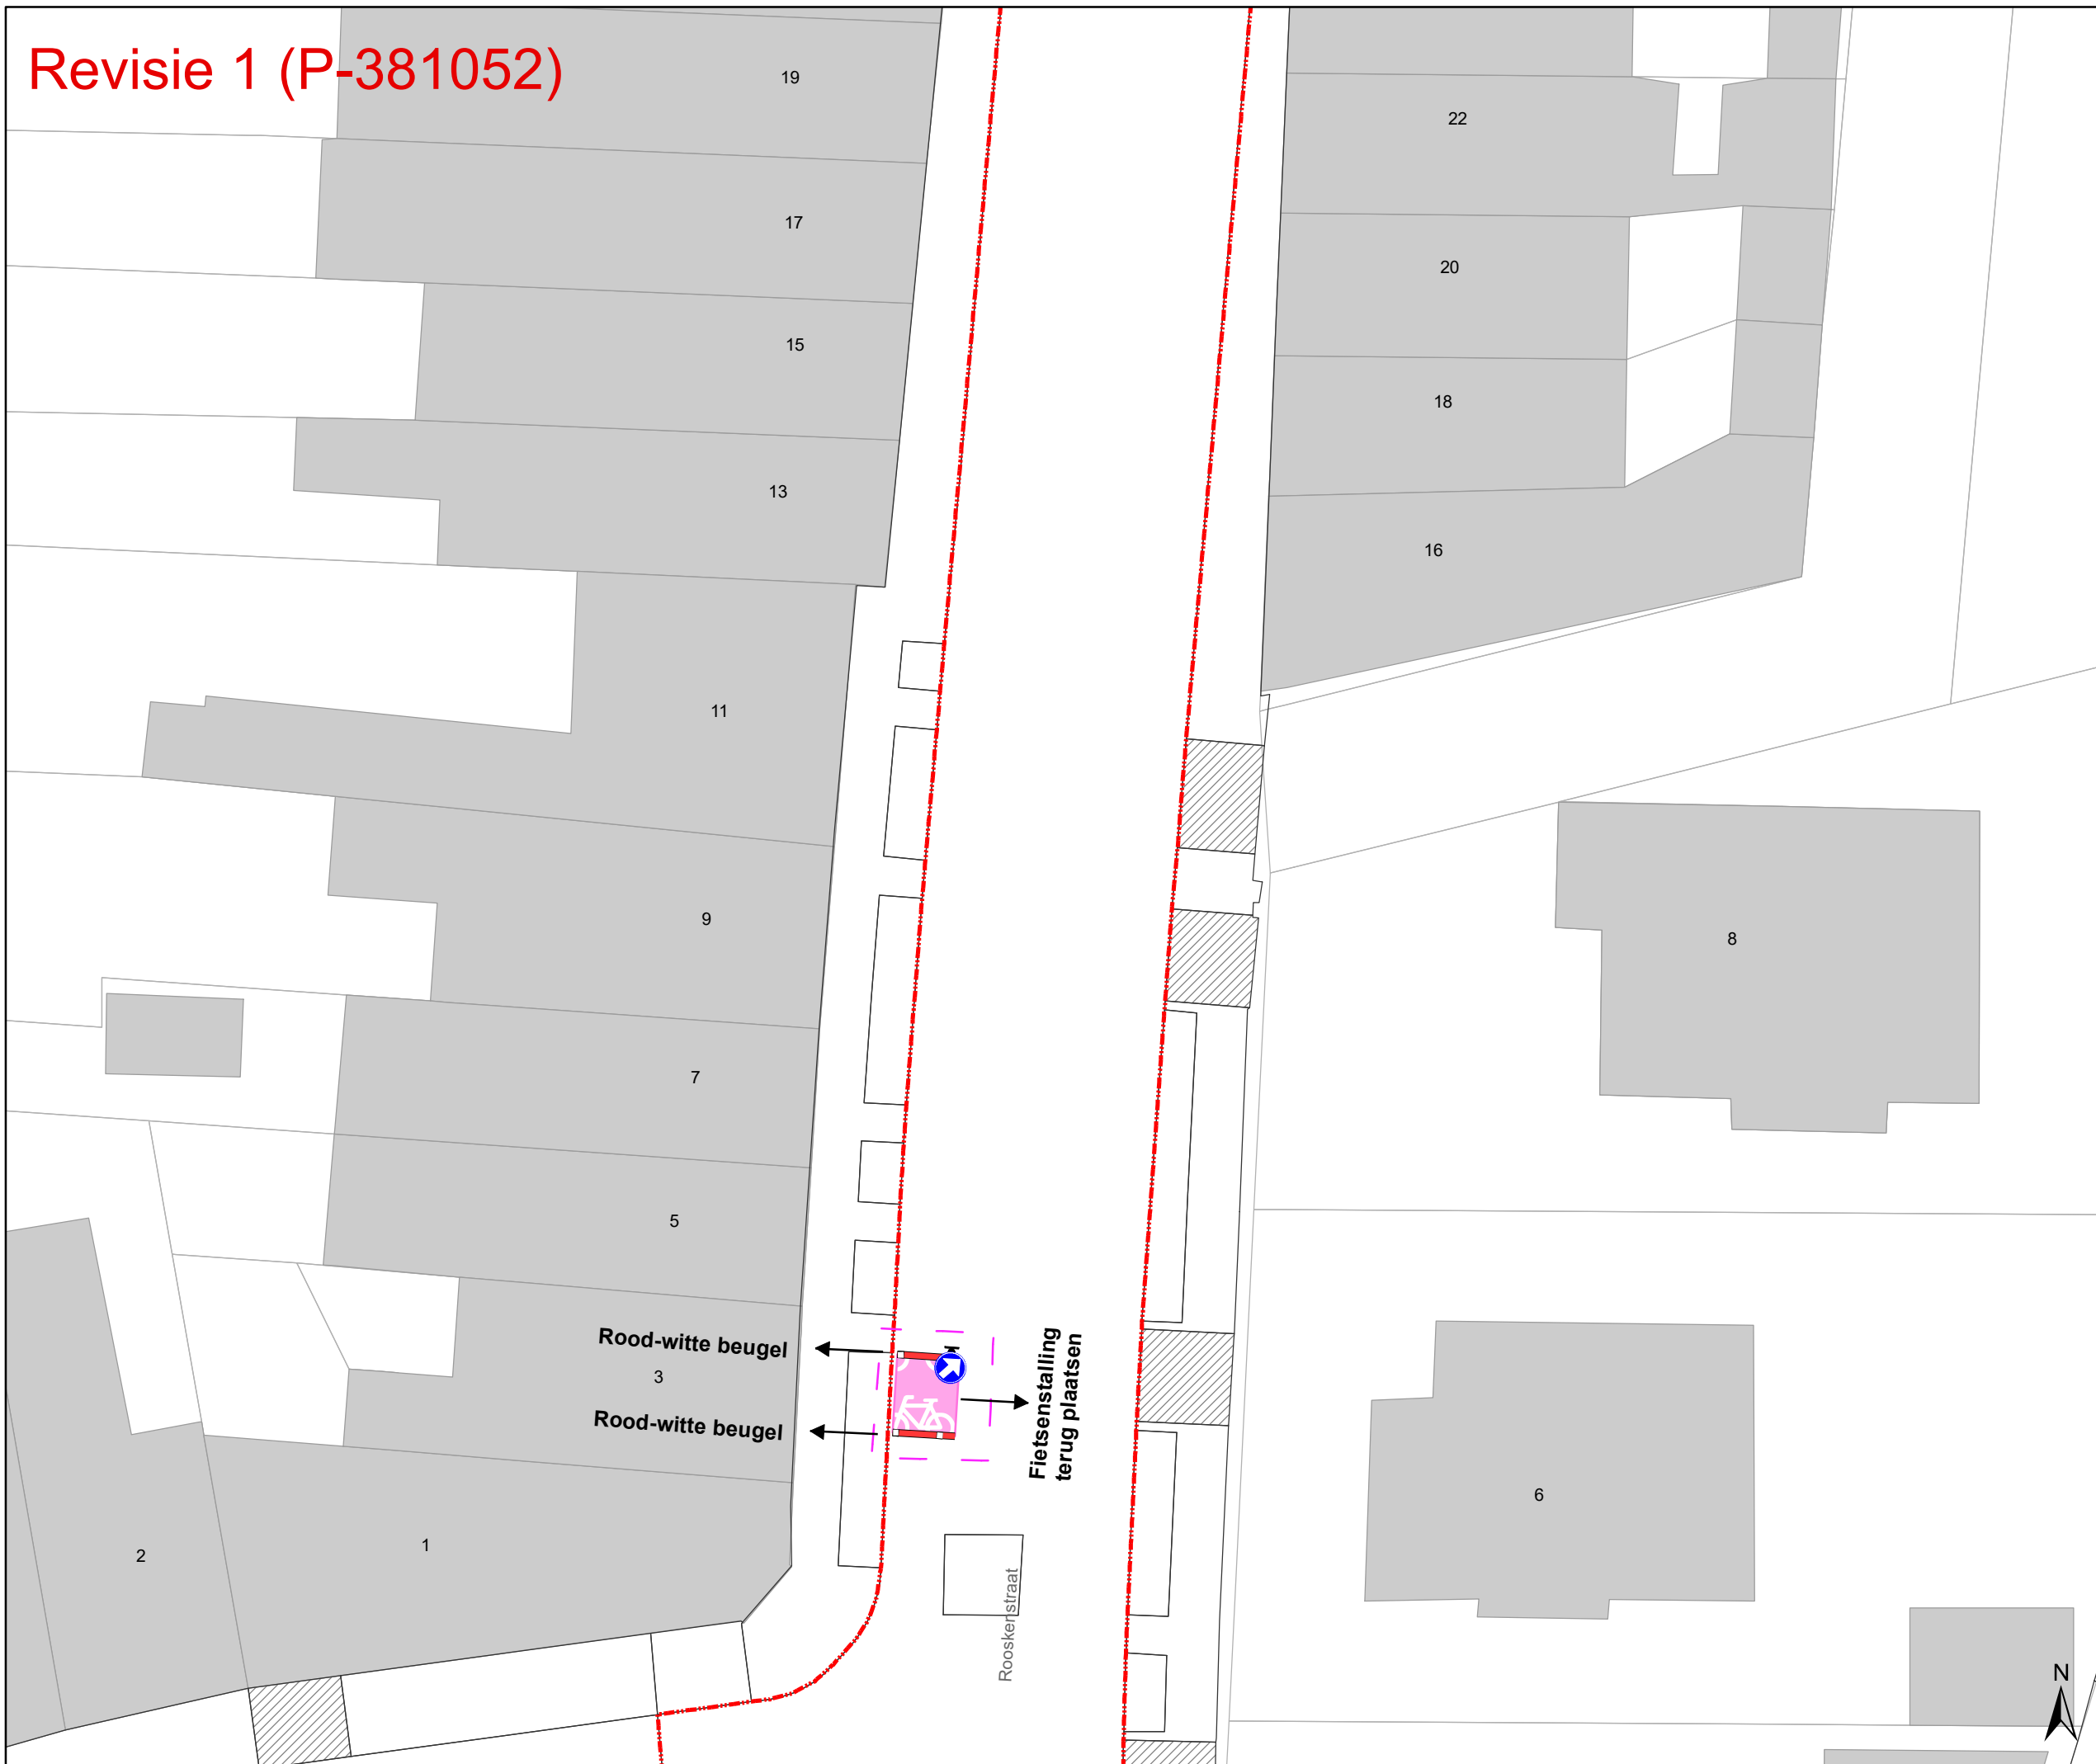 Revisie 1 (P-381052)
19
22
17
20
15
18
13
16
11
9
8
7
5
Rood-witte beugel
3
Rood-witte beugel
Fietsenstalling
terug plaatsen
6
1
2
Rooskenstraat
N